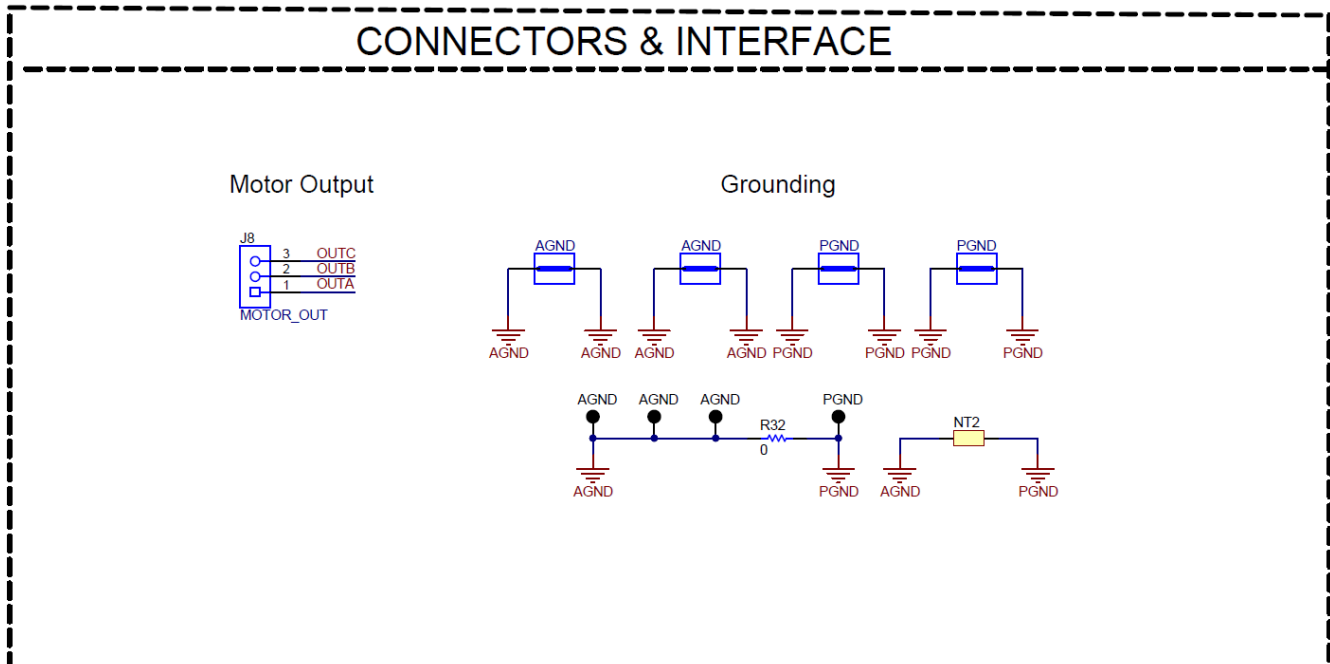 CONNECTORS & INTERFACE
Motor Output
Grounding
J8
3 OUTC
2 OUTB
1 OUTA
MOTOR_OUT
AGND AGND PGND PGND
AGND AGND AGND AGND PGND PGND PGND PGND
AGND AGND AGND PGND
R32
0
NT2
AGND PGND AGND PGND